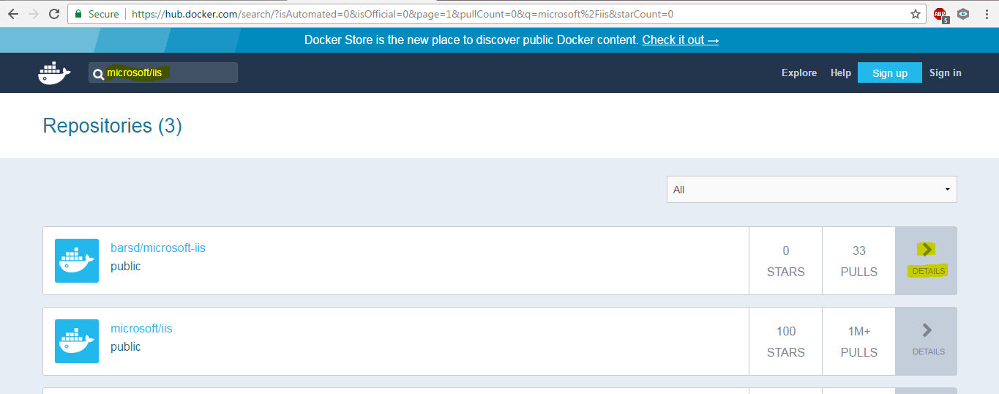 Secure https://hub.docker.com/search/?isAutomated=0&isOfficial=0&page=1&pullCount=0&q=microsoft%2Fiis&starCount=0
ABP
5
Docker Store is the new place to discover public Docker content. Check it out →
microsoft/iis
Explore Help Sign up Sign in
Repositories (3)
All
barsd/microsoft-iis
public
0
STARS
33
PULLS
DETAILS
microsoft/iis
public
100
STARS
1M+
PULLS
DETAILS